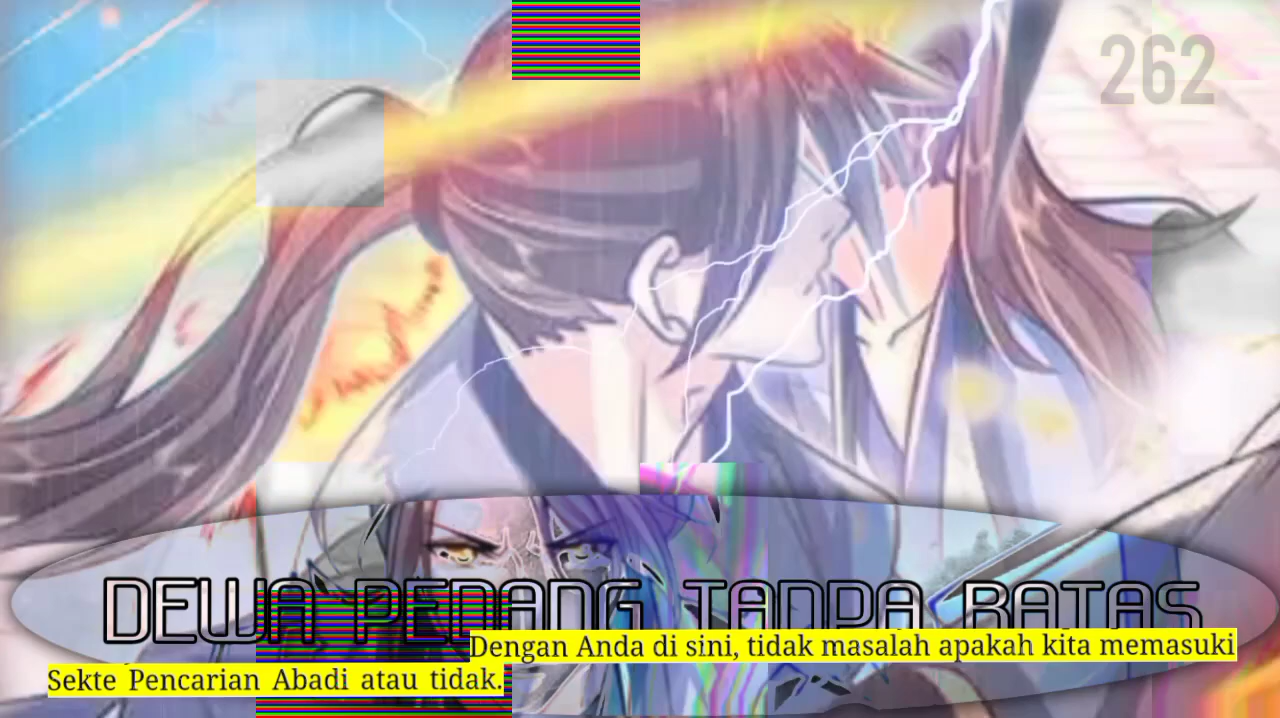 262
DEWA PEDANG TANPA BATAS
Dengan Anda di sini, tidak masalah apakah kita memasuki
Sekte Pencarian Abadi atau tidak.